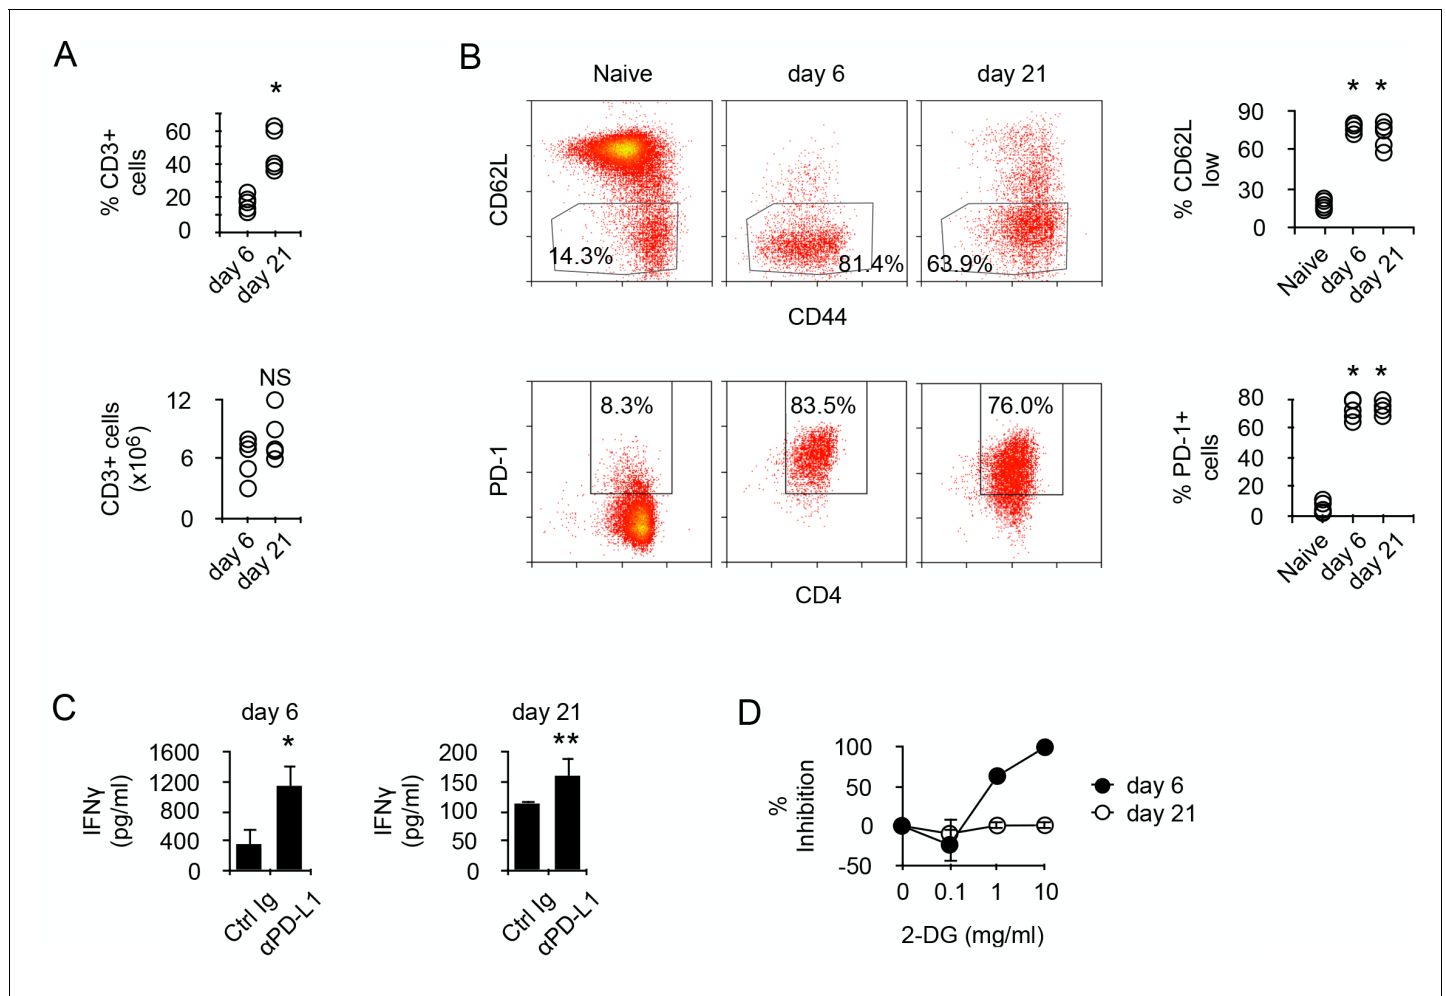 A
*
% CD3+
cells
60
40
20
0
day 6
day 21
NS
CD3+ cells
(x10⁶)
12
6
0
day 6
day 21
B
Naive
day 6
day 21
CD62L
14.3%
81.4%
63.9%
CD44
* *
% CD62L
low
90
60
30
0
Naive
day 6
day 21
PD-1
8.3%
83.5%
76.0%
CD4
* *
% PD-1+
cells
80
60
40
20
0
Naive
day 6
day 21
C
day 6
*
IFNγ
(pg/ml)
1600
1200
800
400
0
Ctrl Ig
αPD-L1
day 21
**
IFNγ
(pg/ml)
200
150
100
50
0
Ctrl Ig
αPD-L1
D
%
Inhibition
100
50
0
-50
0 0.1 1 10
2-DG (mg/ml)
day 6
day 21